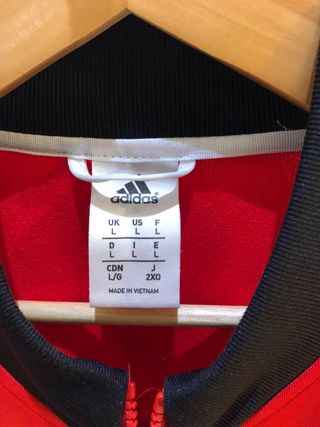 adidas
UK US F
L L L
D I E
L L L
CDN J
L/G 2XO
MADE IN VIETNAM